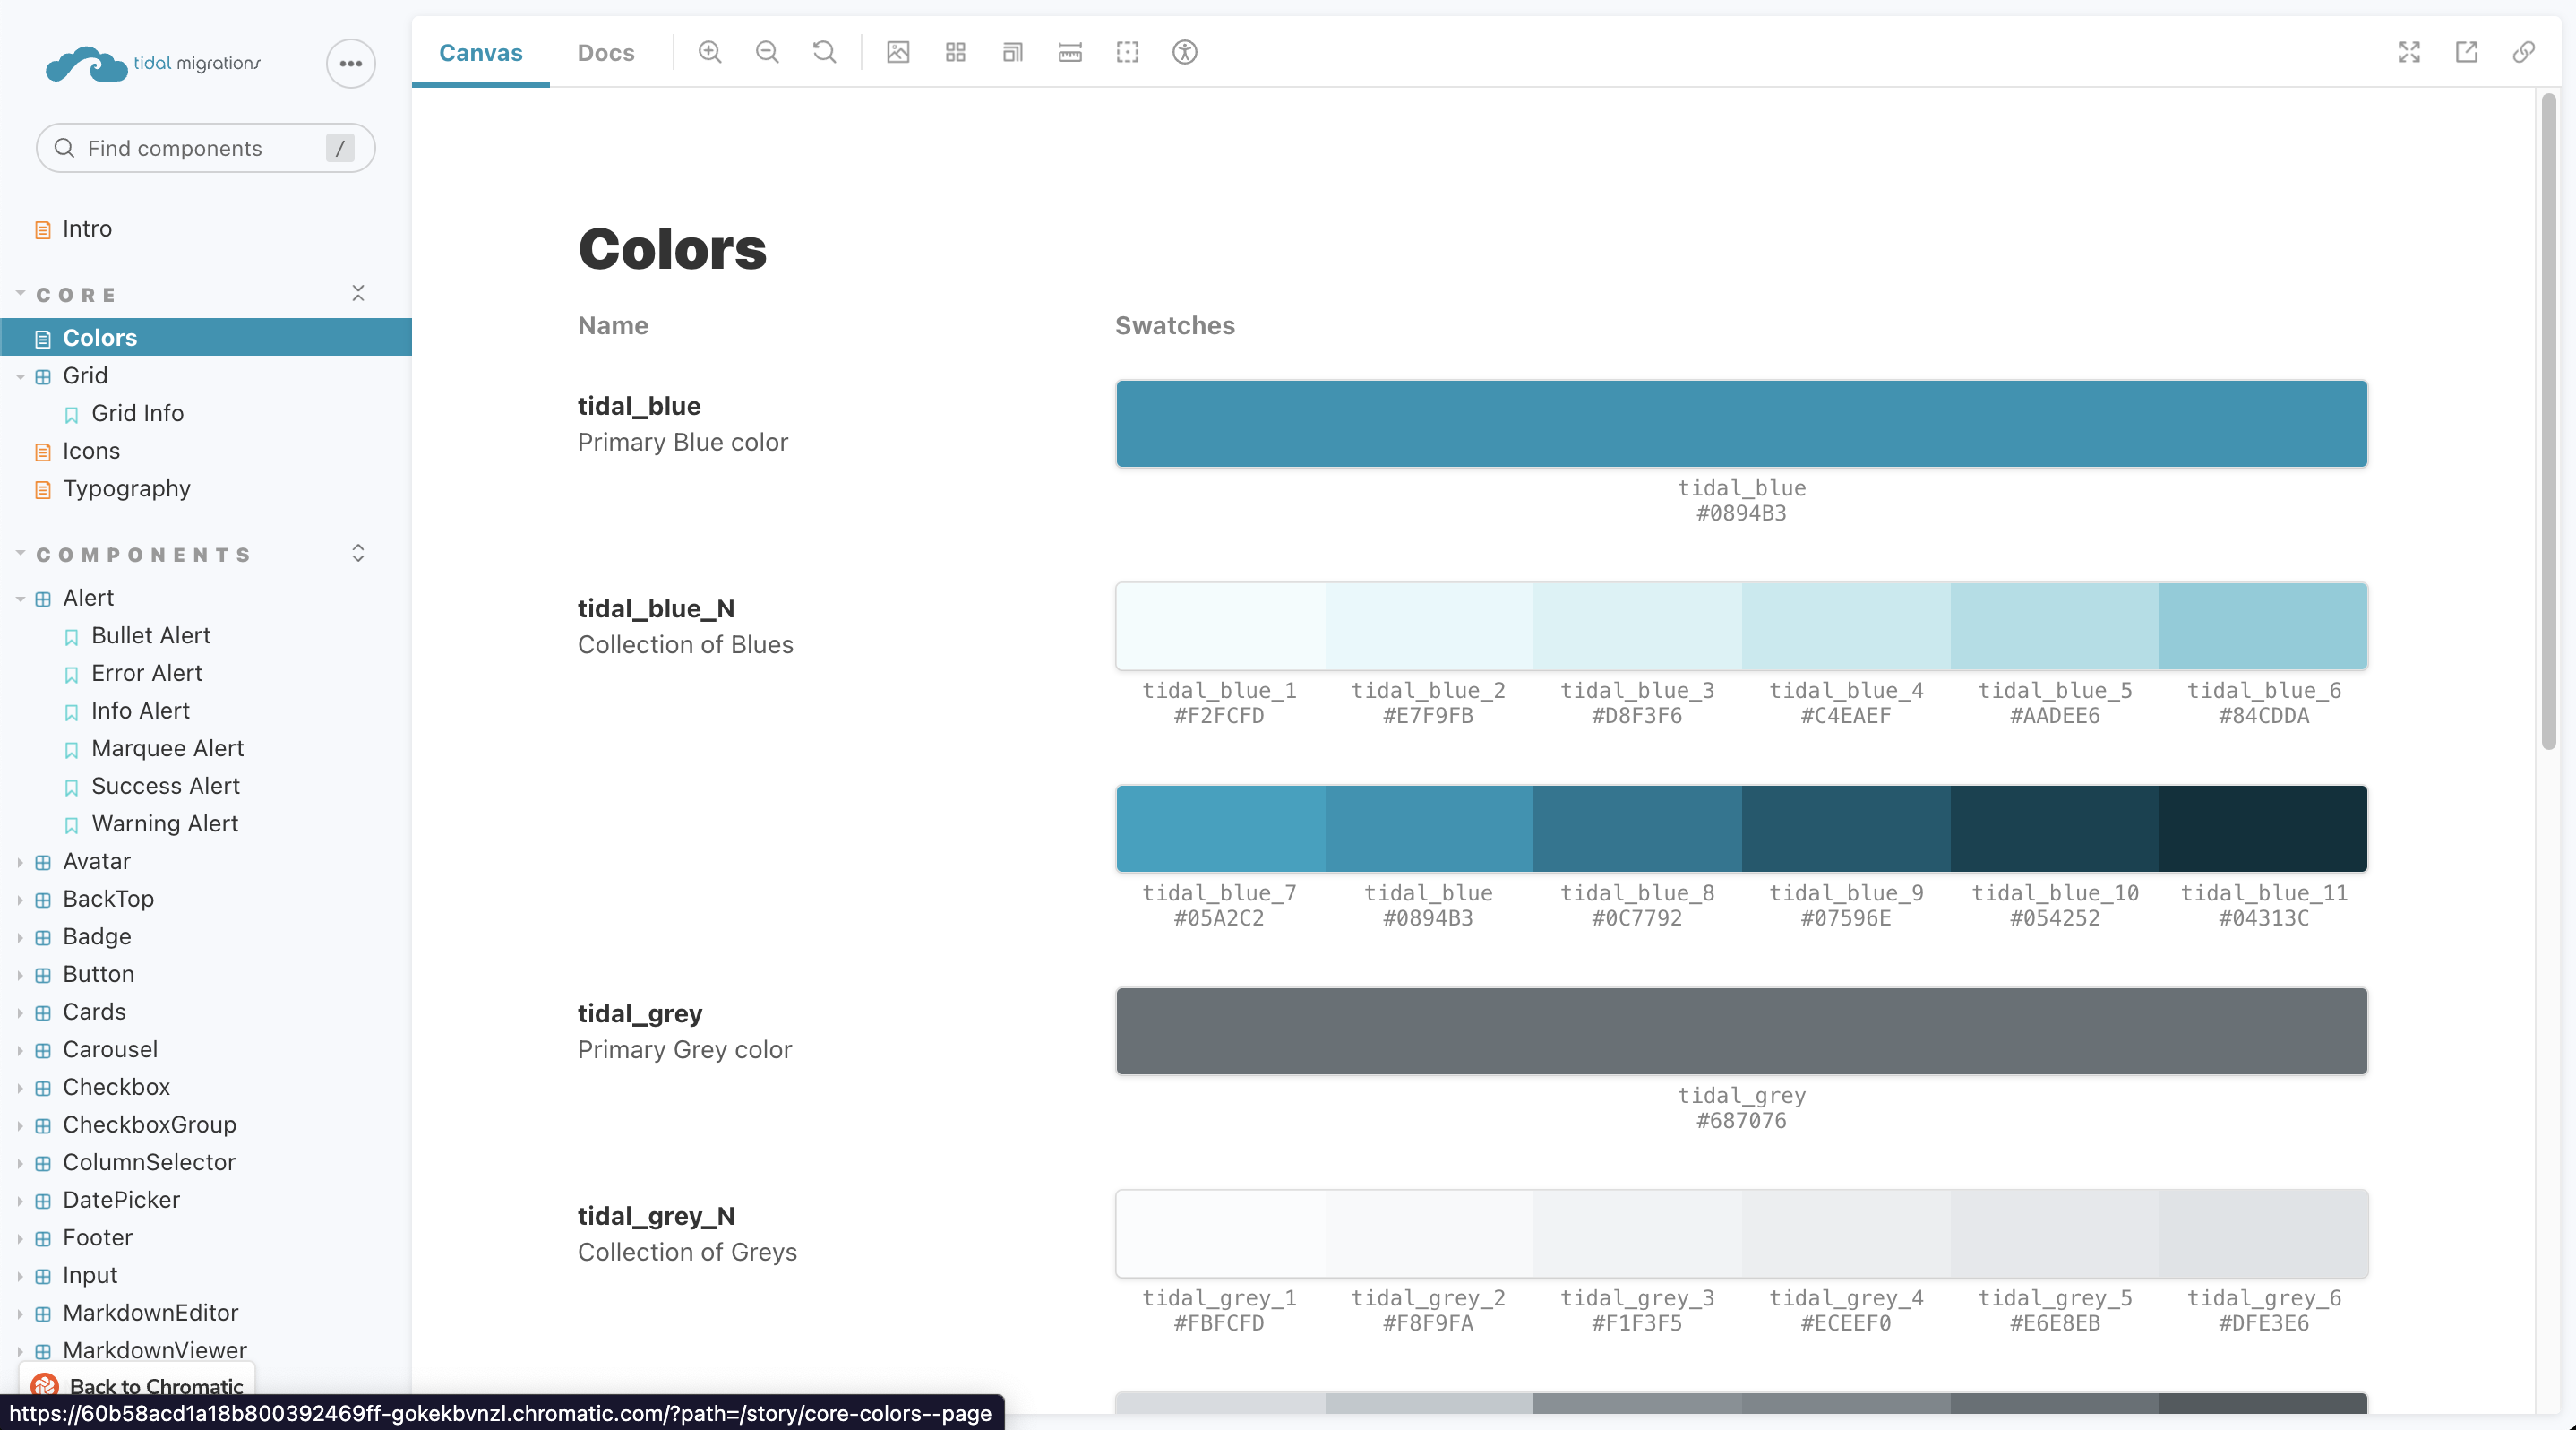 tidal migrations
Find components /
Intro
CORE
Colors
Grid
Grid Info
Icons
Typography
COMPONENTS
Alert
Bullet Alert
Error Alert
Info Alert
Marquee Alert
Success Alert
Warning Alert
Avatar
BackTop
Badge
Button
Cards
Carousel
Checkbox
CheckboxGroup
ColumnSelector
DatePicker
Footer
Input
MarkdownEditor
MarkdownViewer
Back to Chromatic
https://60b58acd1a18b800392469ff-gokekbvnzl.chromatic.com/?path=/story/core-colors--page
Canvas Docs
Colors
Name Swatches
tidal_blue
Primary Blue color
tidal_blue
#0894B3
tidal_blue_N
Collection of Blues
tidal_blue_1 tidal_blue_2 tidal_blue_3 tidal_blue_4 tidal_blue_5 tidal_blue_6
#F2FCFD #E7F9FB #D8F3F6 #C4EAEF #AADEE6 #84CDDA
tidal_blue_7 tidal_blue tidal_blue_8 tidal_blue_9 tidal_blue_10 tidal_blue_11
#05A2C2 #0894B3 #0C7792 #07596E #054252 #04313C
tidal_grey
Primary Grey color
tidal_grey
#687076
tidal_grey_N
Collection of Greys
tidal_grey_1 tidal_grey_2 tidal_grey_3 tidal_grey_4 tidal_grey_5 tidal_grey_6
#FBFCFD #F8F9FA #F1F3F5 #ECEEF0 #E6E8EB #DFE3E6